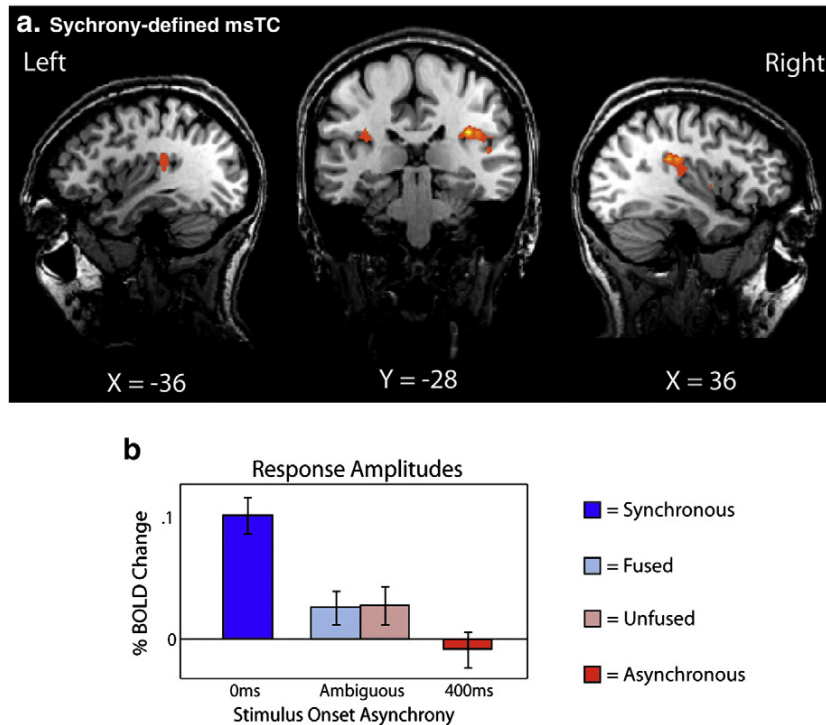 a. Sychrony-defined msTC
Left
Right
X = -36
Y = -28
X = 36
b
Response Amplitudes
% BOLD Change
.1
0
0ms
Ambiguous
400ms
Stimulus Onset Asynchrony
= Synchronous
= Fused
= Unfused
= Asynchronous